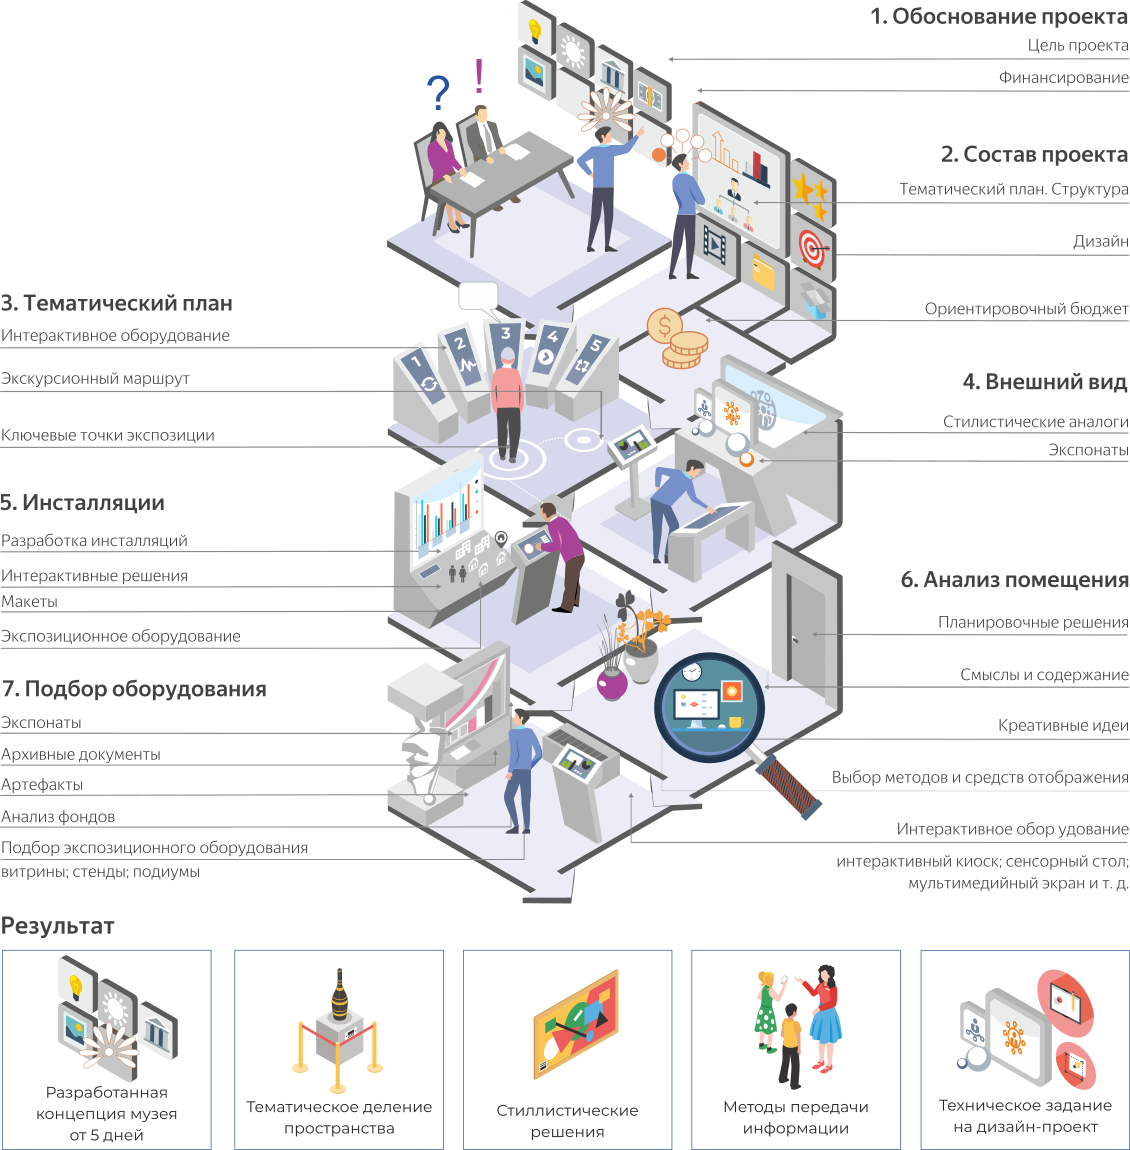 1. Обоснование проекта
Цель проекта
Финансирование
? !
2. Состав проекта
Тематический план. Структура
Дизайн
Ориентировочный бюджет
$
3. Тематический план
Интерактивное оборудование
Экскурсионный маршрут
Ключевые точки экспозиции
1 2 3 4 5
4. Внешний вид
Стилистические аналоги
Экспонаты
5. Инсталляции
Разработка инсталляций
Интерактивные решения
Макеты
Экспозиционное оборудование
6. Анализ помещения
Планировочные решения
Смыслы и содержание
Креативные идеи
Выбор методов и средств отображения
Интерактивное обор удование
интерактивный киоск; сенсорный стол;
мультимедийный экран и т. д.
7. Подбор оборудования
Экспонаты
Архивные документы
Артефакты
Анализ фондов
Подбор экспозиционного оборудования
витрины; стенды; подиумы
Результат
Разработанная
концепция музея
от 5 дней
Тематическое деление
пространства
Стиллистические
решения
Методы передачи
информации
Техническое задание
на дизайн-проект